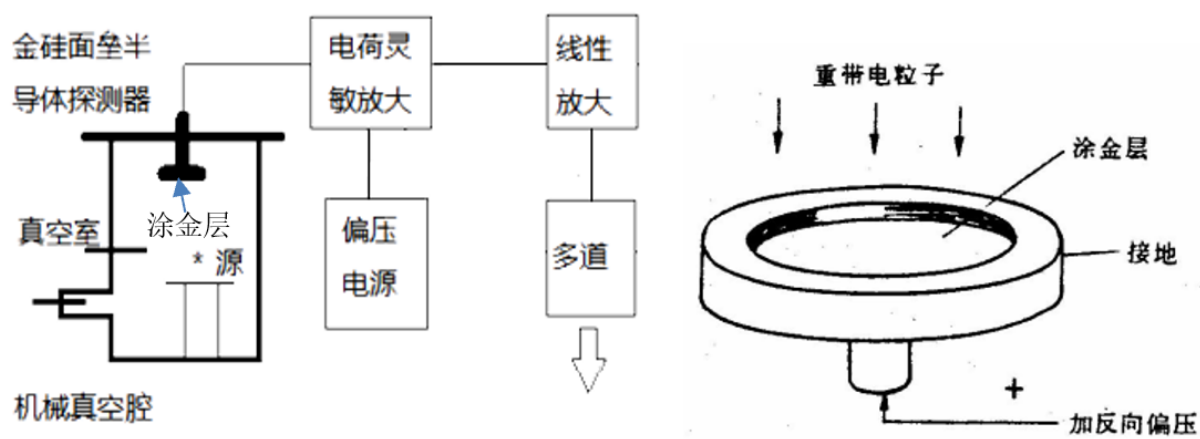 金硅面垒半
导体探测器
电荷灵
敏放大
线性
放大
涂金层
真空室
* 源
偏压
电源
多道
机械真空腔
重带电粒子
涂金层
接地
+
加反向偏压